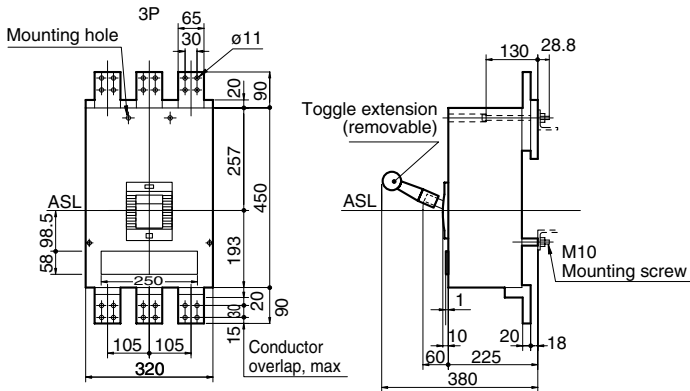 3P
65
30
Mounting hole
ø11
20
90
257
450
ASL
98.5
58
193
250
20
30
15
90
105
105
320
Conductor
overlap, max
130
28.8
Toggle extension
(removable)
ASL
M10
Mounting screw
1
10
20
18
60
225
380